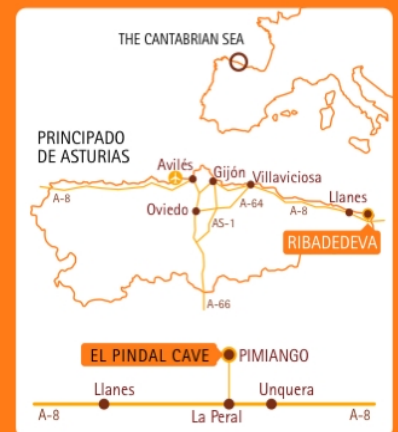 THE CANTABRIAN SEA
PRINCIPADO
DE ASTURIAS
Avilés
Gijón
Villaviciosa
A-8
Oviedo
A-64
A-8
Llanes
AS-1
RIBADEDEVA
A-66
EL PINDAL CAVE
PIMIANGO
Llanes
Unquera
A-8
La Peral
A-8